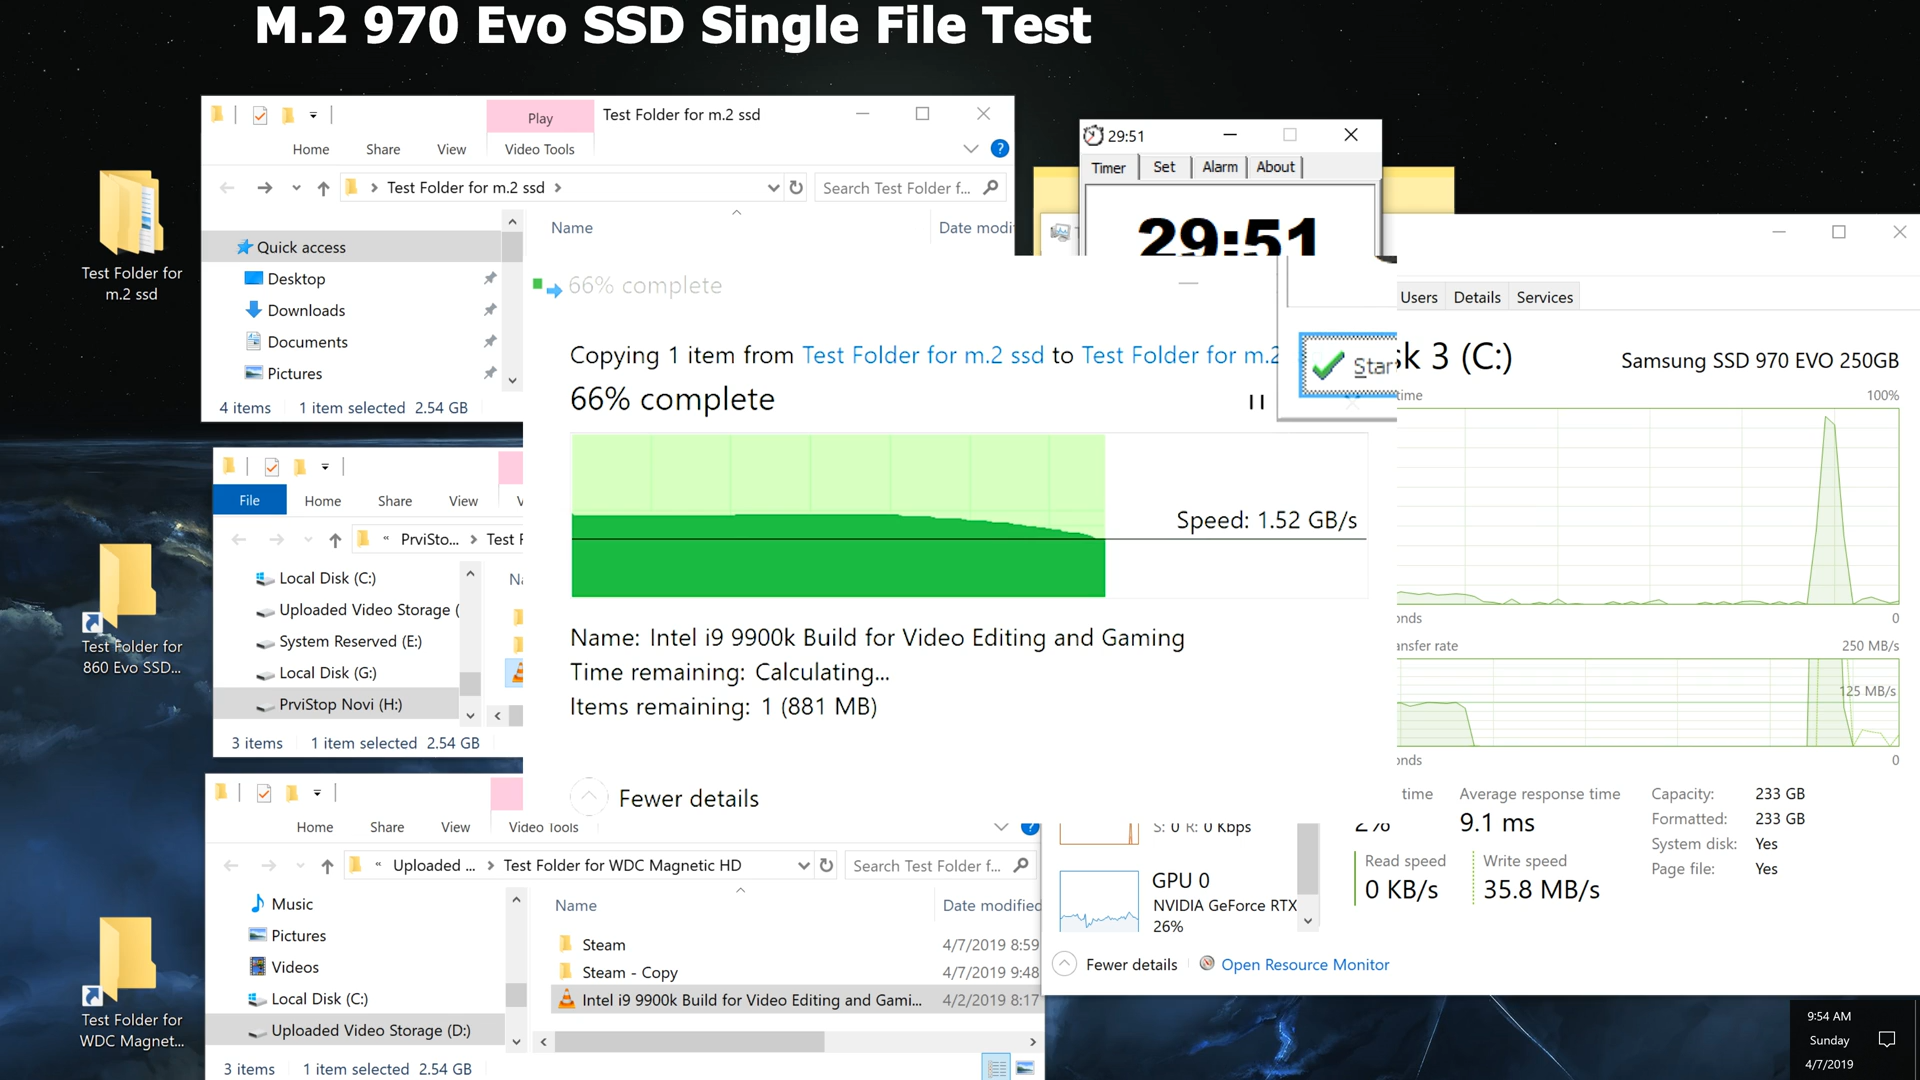 M.2 970 Evo SSD Single File Test
Play
Test Folder for m.2 ssd
Home
Share
View
Video Tools
Test Folder for m.2 ssd
Search Test Folder f...
Quick access
Desktop
Downloads
Documents
Pictures
4 items
1 item selected 2.54 GB
Name
Date modi
29:51
Timer
Set
Alarm
About
29:51
Test Folder for
m.2 ssd
66% complete
Copying 1 item from Test Folder for m.2 ssd to Test Folder for m.2
66% complete
Speed: 1.52 GB/s
Name: Intel i9 9900k Build for Video Editing and Gaming
Time remaining: Calculating...
Items remaining: 1 (881 MB)
Fewer details
Star
Users
Details
Services
sk 3 (C:)
Samsung SSD 970 EVO 250GB
time
100%
onds
0
ansfer rate
250 MB/s
125 MB/s
onds
0
time
2%
Average response time
9.1 ms
Read speed
0 KB/s
Write speed
35.8 MB/s
Capacity: 233 GB
Formatted: 233 GB
System disk: Yes
Page file: Yes
File
Home
Share
View
« PrviSto... > Test F
Local Disk (C:)
Uploaded Video Storage (
System Reserved (E:)
Local Disk (G:)
PrviStop Novi (H:)
3 items
1 item selected 2.54 GB
Test Folder for
860 Evo SSD...
Home
Share
View
Video Tools
« Uploaded ... > Test Folder for WDC Magnetic HD
Search Test Folder f...
Music
Pictures
Videos
Local Disk (C:)
Uploaded Video Storage (D:)
3 items
1 item selected 2.54 GB
Name
Date modified
Steam
4/7/2019 8:59
Steam - Copy
4/7/2019 9:48
Intel i9 9900k Build for Video Editing and Gami...
4/2/2019 8:17
Test Folder for
WDC Magnet...
S: 0 R: 0 Kbps
GPU 0
NVIDIA GeForce RTX
26%
Fewer details
Open Resource Monitor
9:54 AM
Sunday
4/7/2019